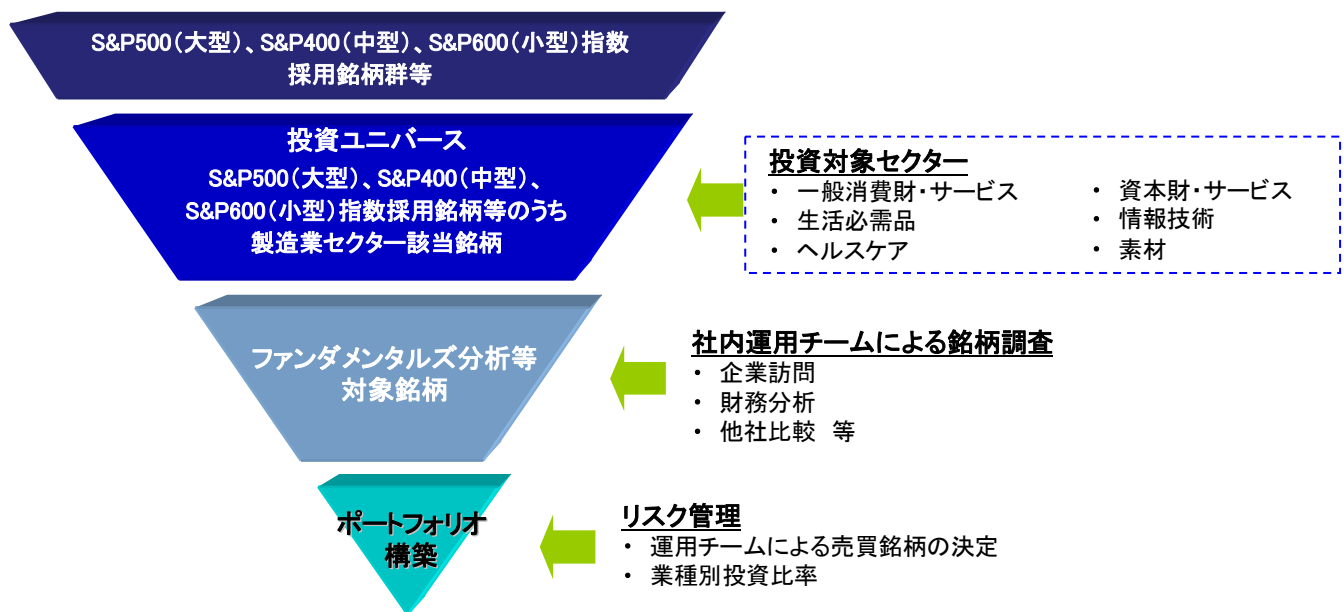 S&P500(大型)、S&P400(中型)、S&P600(小型)指数
採用銘柄群等
投資ユニバース
S&P500(大型)、S&P400(中型)、
S&P600(小型)指数採用銘柄等のうち
製造業セクター該当銘柄
投資対象セクター
・ 一般消費財・サービス
・ 生活必需品
・ ヘルスケア
・ 資本財・サービス
・ 情報技術
・ 素材
ファンダメンタルズ分析等
対象銘柄
社内運用チームによる銘柄調査
・ 企業訪問
・ 財務分析
・ 他社比較 等
ポートフォリオ
構築
リスク管理
・ 運用チームによる売買銘柄の決定
・ 業種別投資比率